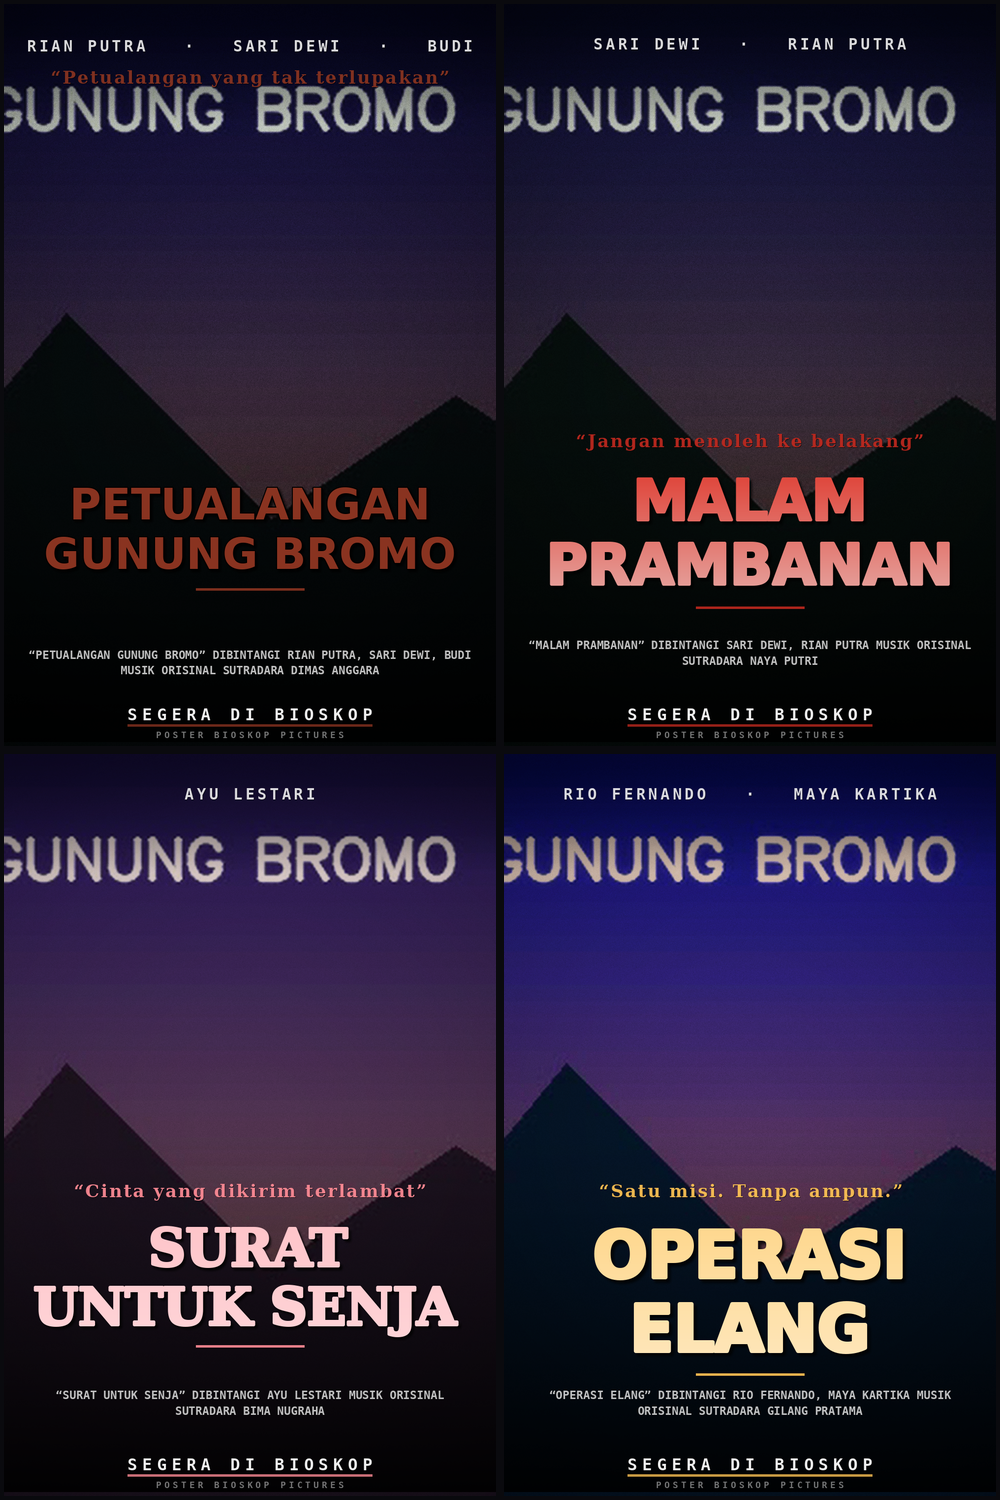 RIAN PUTRA · SARI DEWI · BUDI
“Petualangan yang tak terlupakan”
GUNUNG BROMO
PETUALANGAN
GUNUNG BROMO
“PETUALANGAN GUNUNG BROMO” DIBINTANGI RIAN PUTRA, SARI DEWI, BUDI
MUSIK ORISINAL SUTRADARA DIMAS ANGGARA
SEGERA DI BIOSKOP
POSTER BIOSKOP PICTURES
SARI DEWI · RIAN PUTRA
GUNUNG BROMO
“Jangan menoleh ke belakang”
MALAM
PRAMBANAN
“MALAM PRAMBANAN” DIBINTANGI SARI DEWI, RIAN PUTRA MUSIK ORISINAL
SUTRADARA NAYA PUTRI
SEGERA DI BIOSKOP
POSTER BIOSKOP PICTURES
AYU LESTARI
GUNUNG BROMO
“Cinta yang dikirim terlambat”
SURAT
UNTUK SENJA
“SURAT UNTUK SENJA” DIBINTANGI AYU LESTARI MUSIK ORISINAL
SUTRADARA BIMA NUGRAHA
SEGERA DI BIOSKOP
POSTER BIOSKOP PICTURES
RIO FERNANDO · MAYA KARTIKA
GUNUNG BROMO
“Satu misi. Tanpa ampun.”
OPERASI
ELANG
“OPERASI ELANG” DIBINTANGI RIO FERNANDO, MAYA KARTIKA MUSIK
ORISINAL SUTRADARA GILANG PRATAMA
SEGERA DI BIOSKOP
POSTER BIOSKOP PICTURES